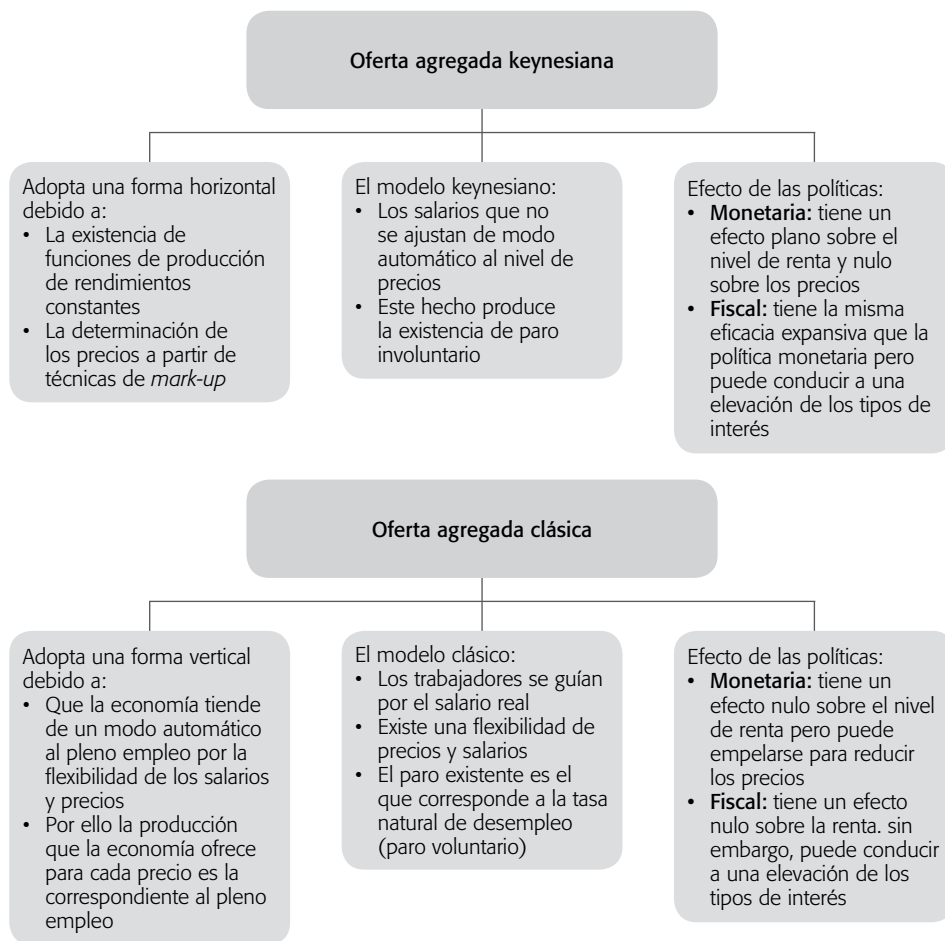 Oferta agregada keynesiana
Adopta una forma horizontal
debido a:
• La existencia de
funciones de producción
de rendimientos
constantes
• La determinación de
los precios a partir de
técnicas de mark-up
El modelo keynesiano:
• Los salarios que no
se ajustan de modo
automático al nivel de
precios
• Este hecho produce
la existencia de paro
involuntario
Efecto de las políticas:
• Monetaria: tiene un
efecto plano sobre el
nivel de renta y nulo
sobre los precios
• Fiscal: tiene la misma
eficacia expansiva que la
política monetaria pero
puede conducir a una
elevación de los tipos de
interés
Oferta agregada clásica
Adopta una forma vertical
debido a:
• Que la economía tiende
de un modo automático
al pleno empleo por la
flexibilidad de los salarios
y precios
• Por ello la producción
que la economía ofrece
para cada precio es la
correspondiente al pleno
empleo
El modelo clásico:
• Los trabajadores se guían
por el salario real
• Existe una flexibilidad de
precios y salarios
• El paro existente es el
que corresponde a la tasa
natural de desempleo
(paro voluntario)
Efecto de las políticas:
• Monetaria: tiene un
efecto nulo sobre el nivel
de renta pero puede
empelarse para reducir
los precios
• Fiscal: tiene un efecto
nulo sobre la renta. sin
embargo, puede conducir
a una elevación de los
tipos de interés